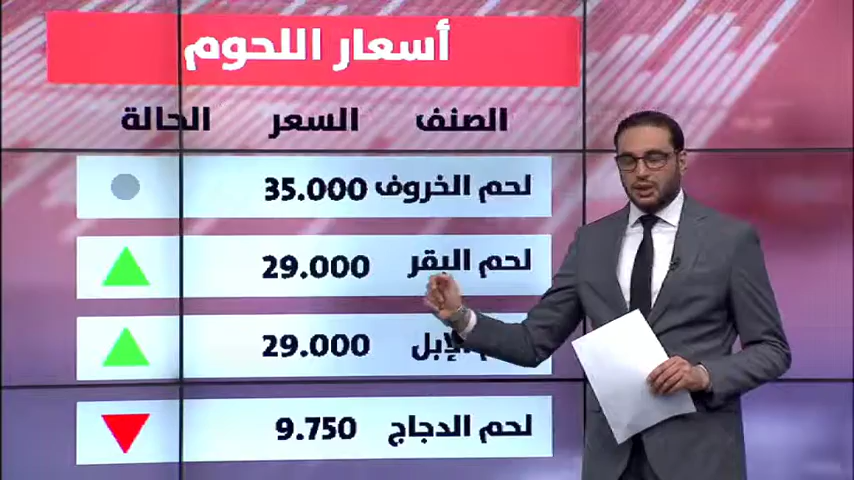 أسعار اللحوم
الصنف السعر الحالة
لحم الخروف 35.000
لحم البقر 29.000
الإبل 29.000
لحم الدجاج 9.750